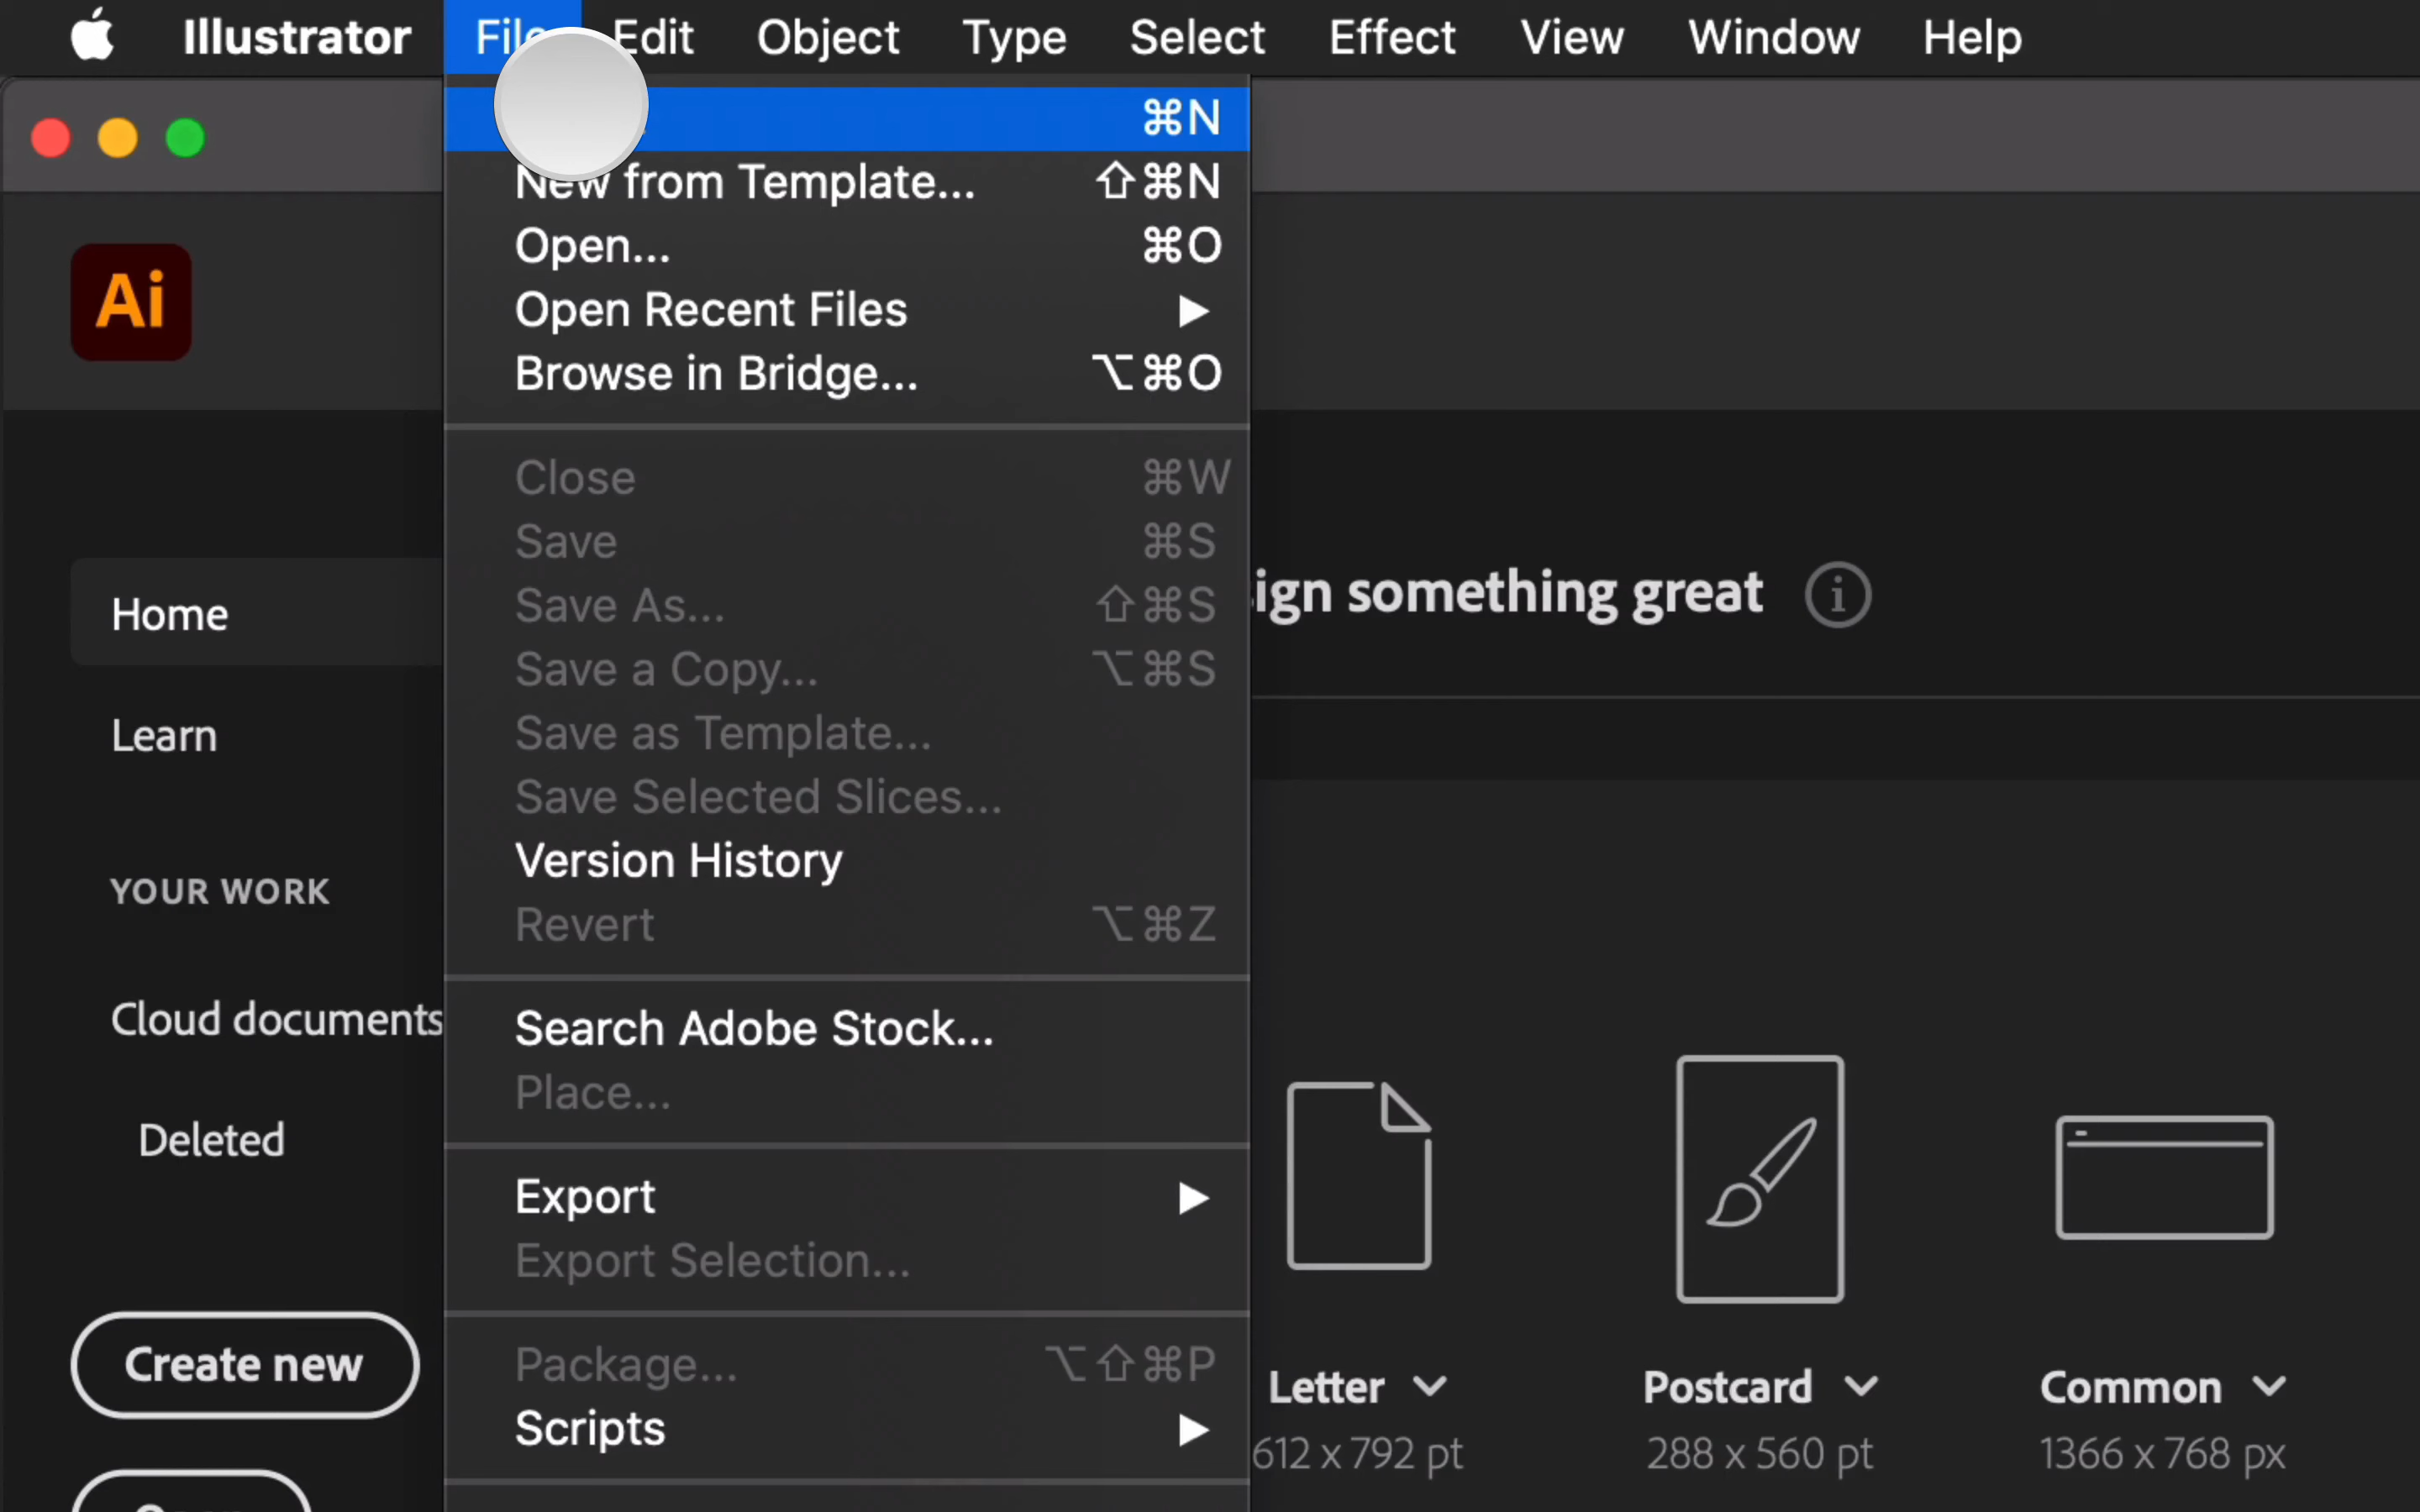 Illustrator File Edit Object Type Select Effect View Window Help
⌘N
New from Template... ⇧⌘N
Open... ⌘O
Open Recent Files ▶
Browse in Bridge... ⌥⌘O
Ai
Close ⌘W
Save ⌘S
Save As... ⇧⌘S
Save a Copy... ⌥⌘S
Save as Template...
Save Selected Slices...
Version History
Revert ⌥⌘Z
Search Adobe Stock...
Place...
Export ▶
Export Selection...
Package... ⌥⇧⌘P
Scripts ▶
Home
Learn
YOUR WORK
Cloud documents
Deleted
Create new
ign something great
Letter
612 x 792 pt
Postcard
288 x 560 pt
Common
1366 x 768 px